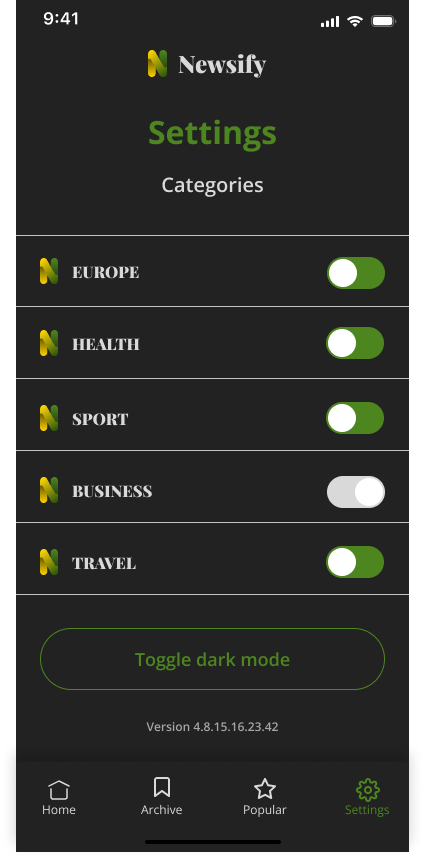 9:41
Newsify
Settings
Categories
EUROPE
HEALTH
SPORT
BUSINESS
TRAVEL
Toggle dark mode
Version 4.8.15.16.23.42
Home Archive Popular Settings